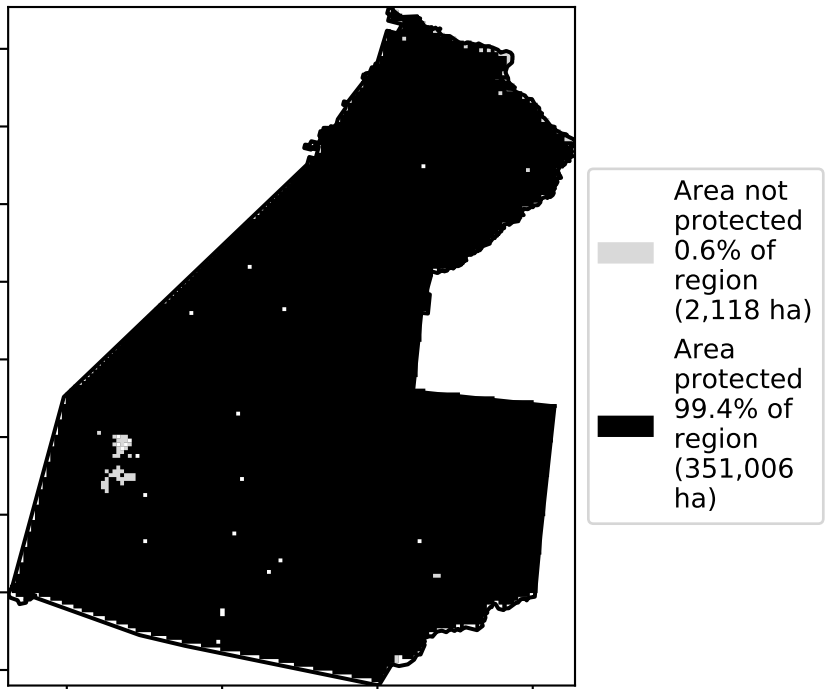 Area not
protected
0.6% of
region
(2,118 ha)
Area
protected
99.4% of
region
(351,006
ha)